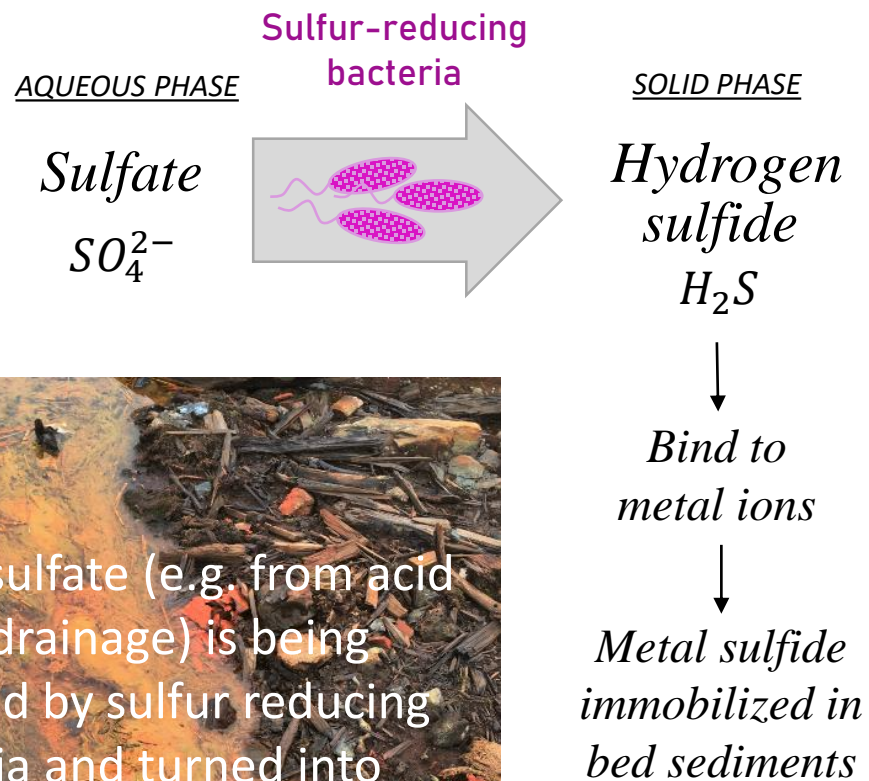 Sulfur-reducing
bacteria
AQUEOUS PHASE
SOLID PHASE
Sulfate
SO₄²⁻
Hydrogen
sulfide
H₂S
Bind to
metal ions
Metal sulfide
immobilized in
bed sediments
sulfate (e.g. from acid
drainage) is being
by sulfur reducing
and turned into